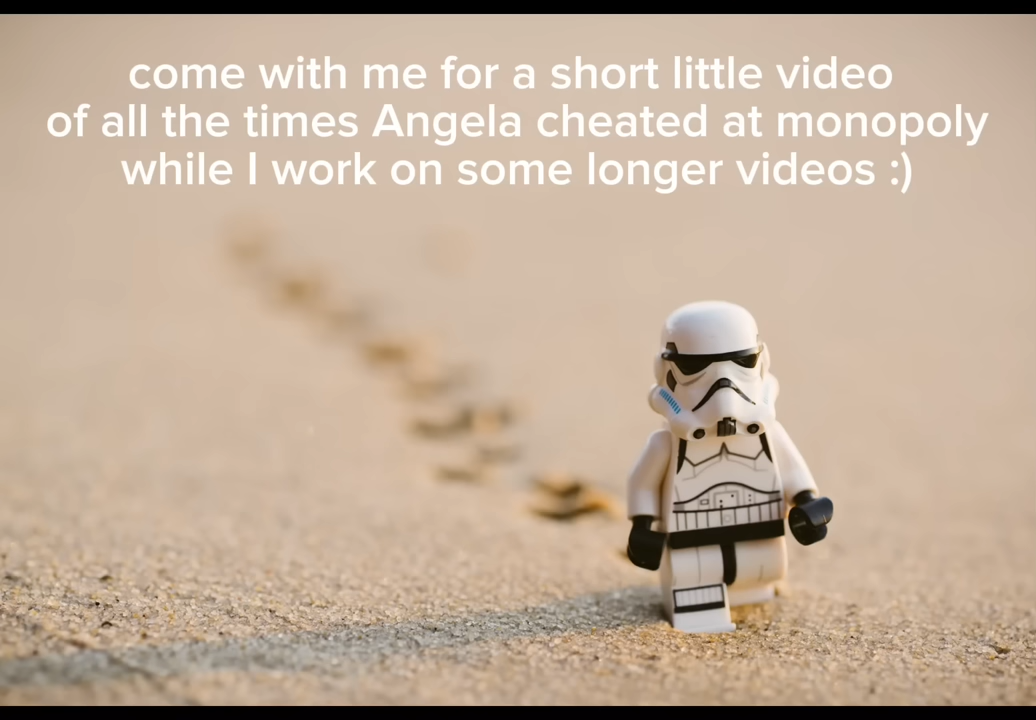 come with me for a short little video
of all the times Angela cheated at monopoly
while I work on some longer videos :)